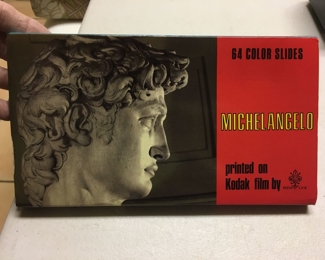 64 COLOR SLIDES
MICHELANGELO
printed on
Kodak film by